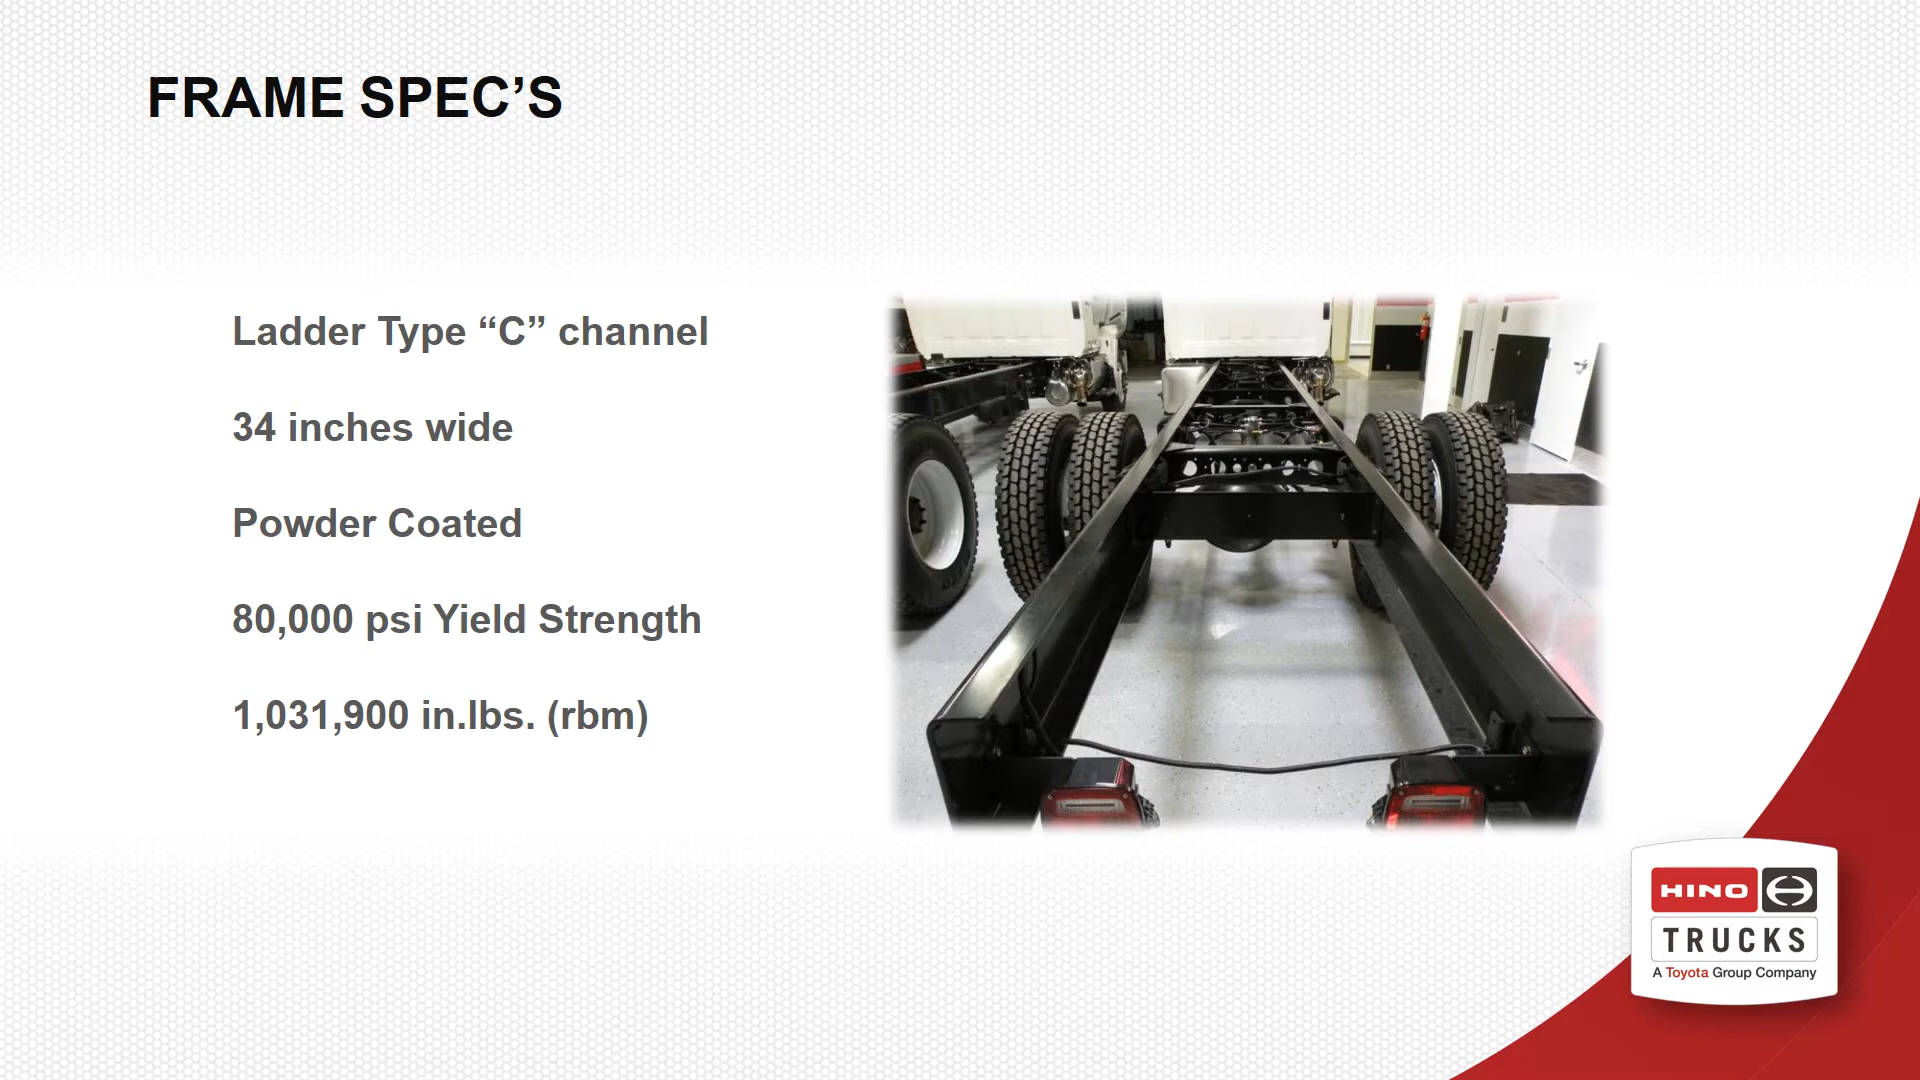 FRAME SPEC’S
Ladder Type “C” channel
34 inches wide
Powder Coated
80,000 psi Yield Strength
1,031,900 in.lbs. (rbm)
HINO
TRUCKS
A Toyota Group Company